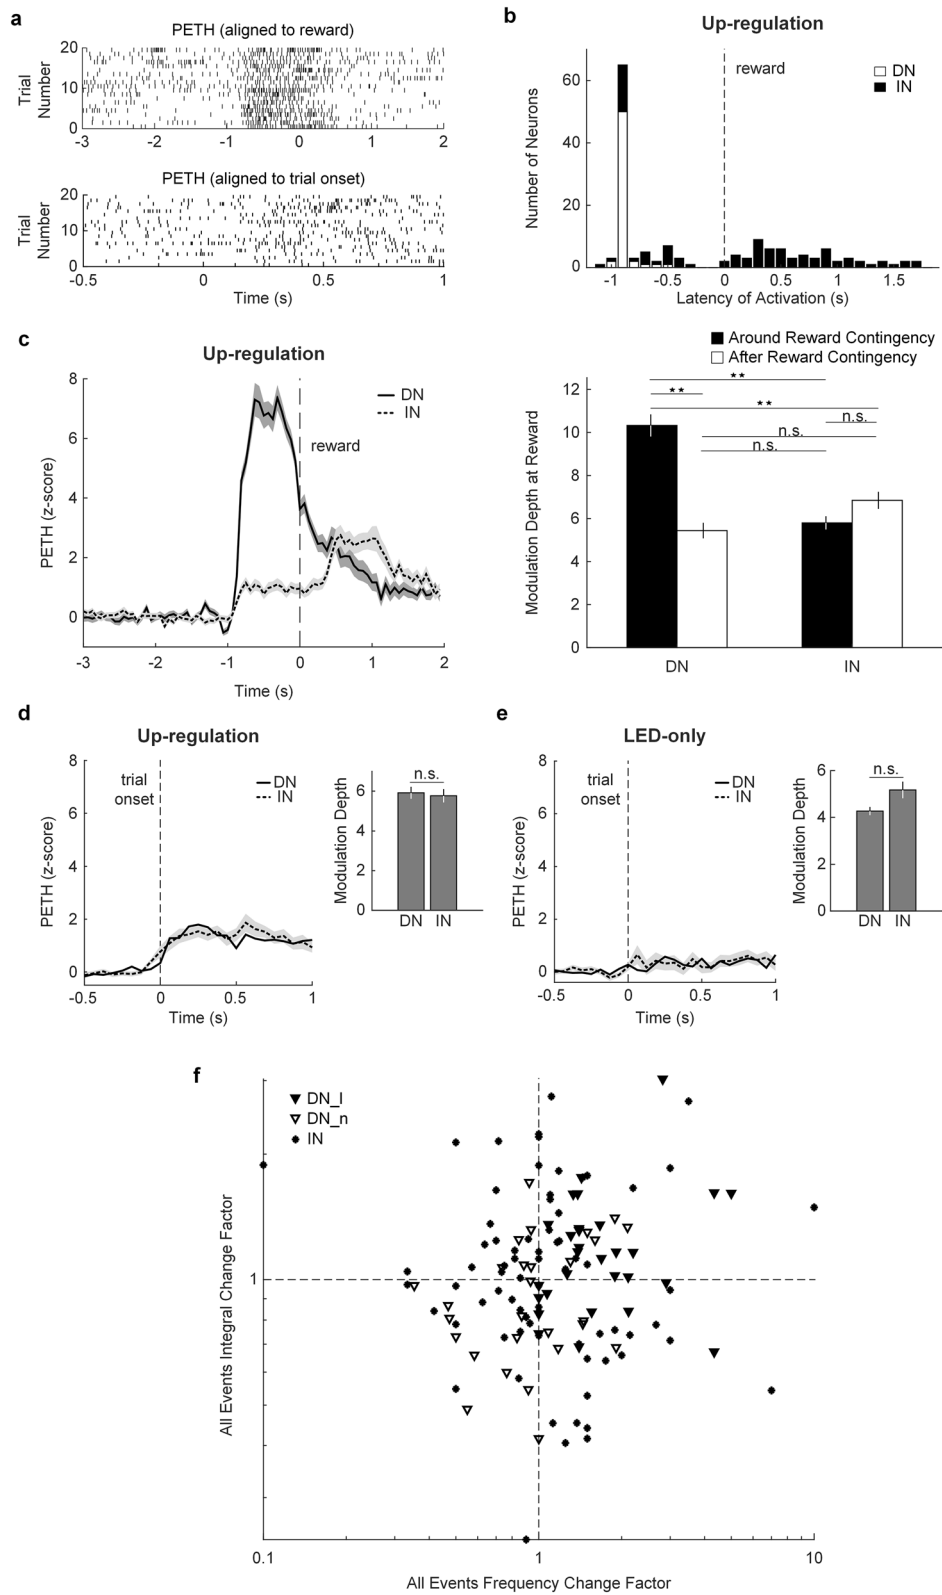 a
PETH (aligned to reward)
Trial
Number
20
10
0
-3
-2
-1
0
1
2
PETH (aligned to trial onset)
Trial
Number
20
10
0
-0.5
0
0.5
1
Time (s)
b
Up-regulation
reward
DN
IN
Number of Neurons
60
40
20
0
-1
-0.5
0
0.5
1
1.5
Latency of Activation (s)
c
Up-regulation
DN
IN
reward
PETH (z-score)
8
6
4
2
0
-3
-2
-1
0
1
2
Time (s)
Around Reward Contingency
After Reward Contingency
Modulation Depth at Reward
12
10
8
6
4
2
0
**
**
**
n.s.
n.s.
n.s.
DN
IN
d
Up-regulation
trial
onset
DN
IN
PETH (z-score)
8
6
4
2
0
-0.5
0
0.5
1
Time (s)
n.s.
Modulation Depth
6
4
2
0
DN
IN
e
LED-only
trial
onset
DN
IN
PETH (z-score)
8
6
4
2
0
-0.5
0
0.5
1
Time (s)
n.s.
Modulation Depth
6
4
2
0
DN
IN
f
DN_l
DN_n
IN
All Events Integral Change Factor
1
0.1
1
10
All Events Frequency Change Factor